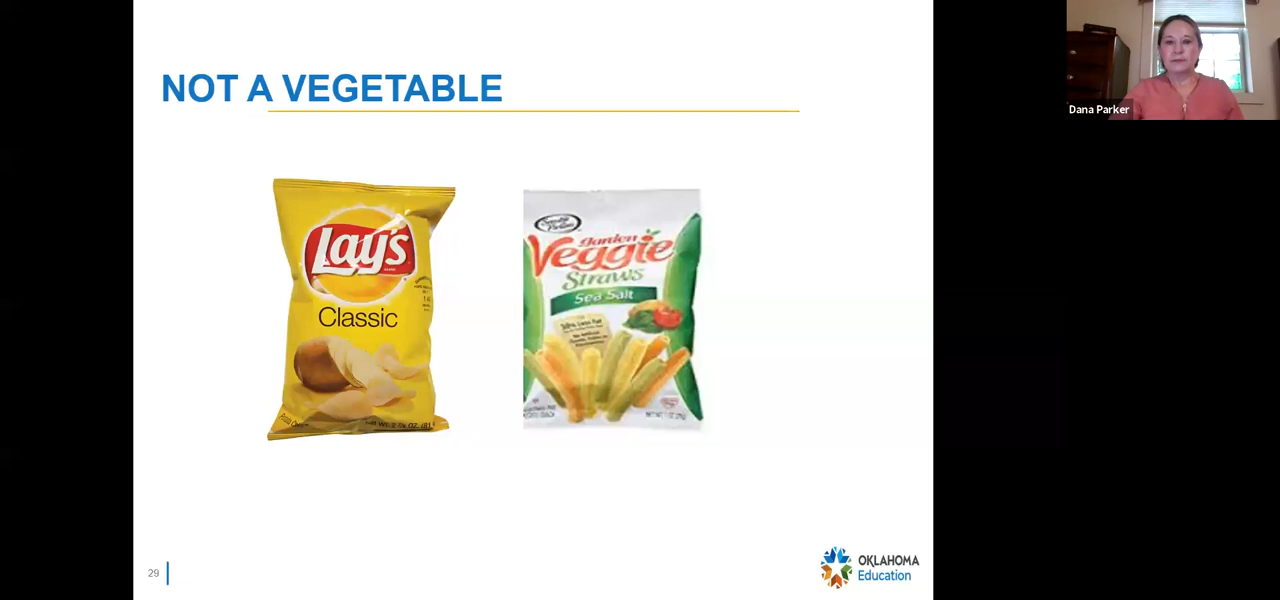 NOT A VEGETABLE
Dana Parker
Lay's
Classic
Garden
Veggie
Straws
Sea Salt
29
OKLAHOMA
Education